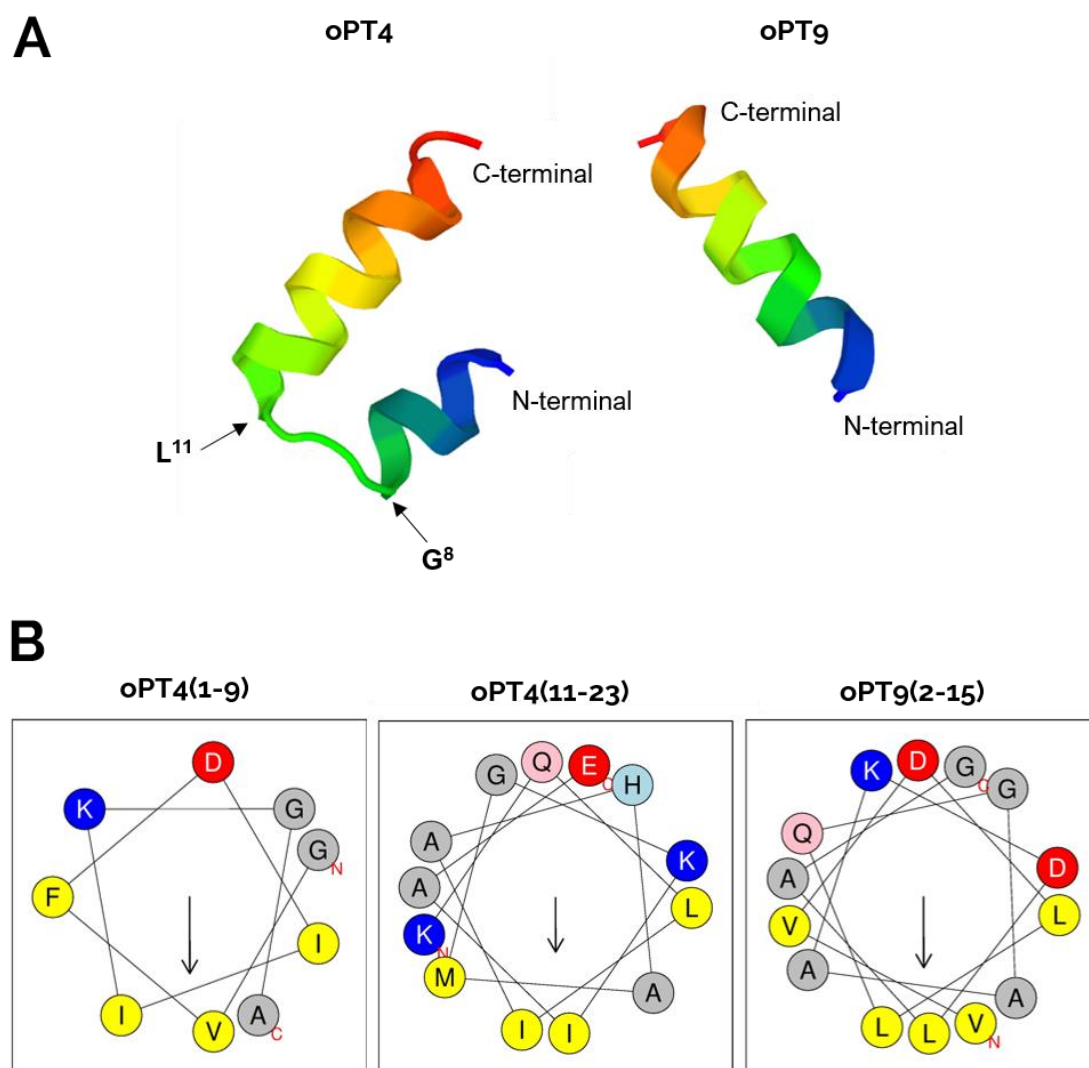 A
oPT4
oPT9
C-terminal
C-terminal
N-terminal
N-terminal
L¹¹
G⁸
B
oPT4(1-9)
oPT4(11-23)
oPT9(2-15)
D
K G
G N
F
I
I V A C
G Q E C H
A
K
A L
K N
M A
I I
K D G C G
Q
D
A
V L
A A
L L V N